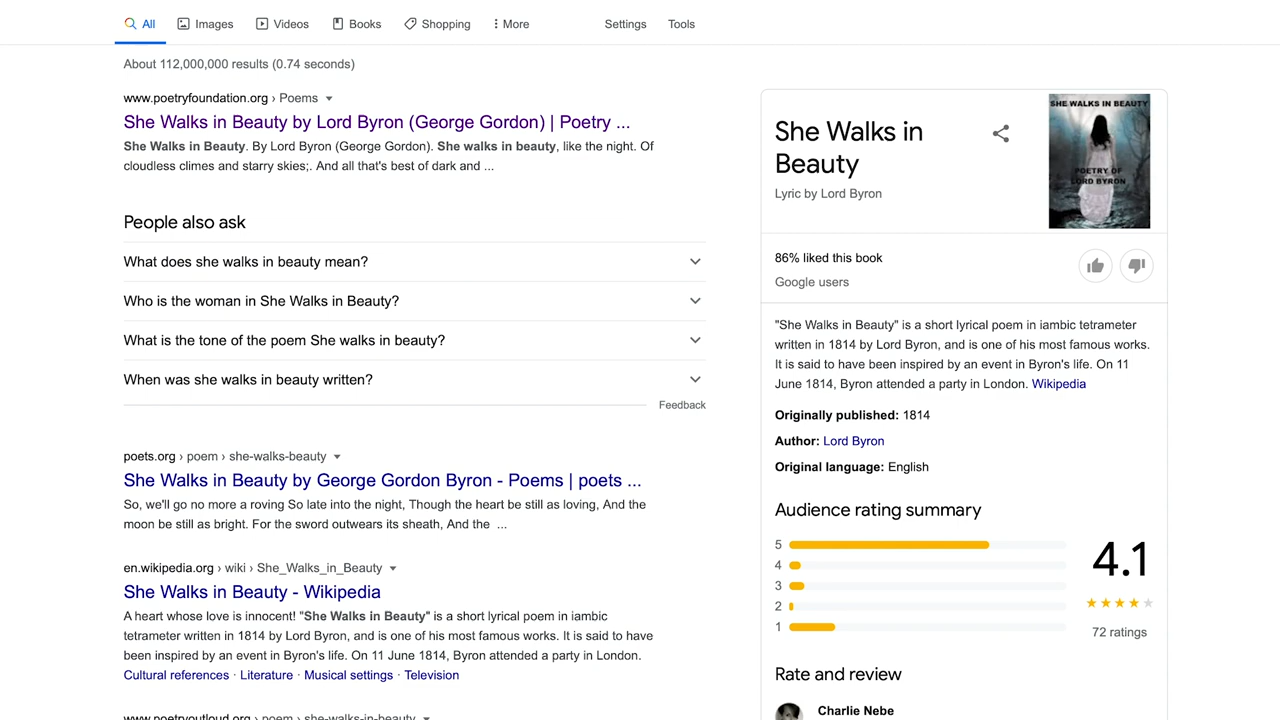 All Images Videos Books Shopping More Settings Tools
About 112,000,000 results (0.74 seconds)
www.poetryfoundation.org › Poems
She Walks in Beauty by Lord Byron (George Gordon) | Poetry ...
She Walks in Beauty. By Lord Byron (George Gordon). She walks in beauty, like the night. Of
cloudless climes and starry skies;. And all that's best of dark and ...
People also ask
What does she walks in beauty mean?
Who is the woman in She Walks in Beauty?
What is the tone of the poem She walks in beauty?
When was she walks in beauty written?
Feedback
poets.org › poem › she-walks-beauty
She Walks in Beauty by George Gordon Byron - Poems | poets ...
So, we'll go no more a roving So late into the night, Though the heart be still as loving, And the
moon be still as bright. For the sword outwears its sheath, And the ...
en.wikipedia.org › wiki › She_Walks_in_Beauty
She Walks in Beauty - Wikipedia
A heart whose love is innocent! "She Walks in Beauty" is a short lyrical poem in iambic
tetrameter written in 1814 by Lord Byron, and is one of his most famous works. It is said to have
been inspired by an event in Byron's life. On 11 June 1814, Byron attended a party in London.
Cultural references · Literature · Musical settings · Television
www.poetryoutloud.org › poem › she-walks-in-beauty
She Walks in
Beauty
Lyric by Lord Byron
SHE WALKS IN BEAUTY
POETRY OF
LORD BYRON
86% liked this book
Google users
"She Walks in Beauty" is a short lyrical poem in iambic tetrameter
written in 1814 by Lord Byron, and is one of his most famous works.
It is said to have been inspired by an event in Byron's life. On 11
June 1814, Byron attended a party in London. Wikipedia
Originally published: 1814
Author: Lord Byron
Original language: English
Audience rating summary
5
4
3
2
1
4.1
72 ratings
Rate and review
Charlie Nebe